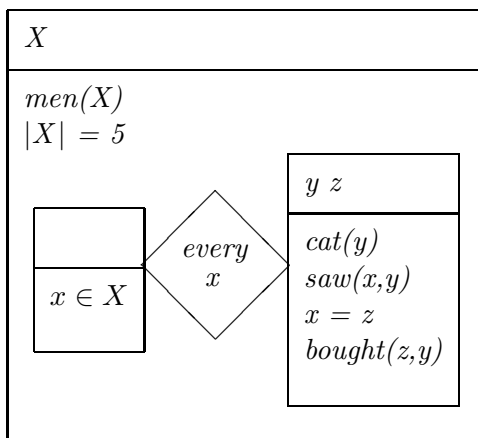 X
men(X)
|X| = 5
x ∈ X
every
x
y z
cat(y)
saw(x,y)
x = z
bought(z,y)